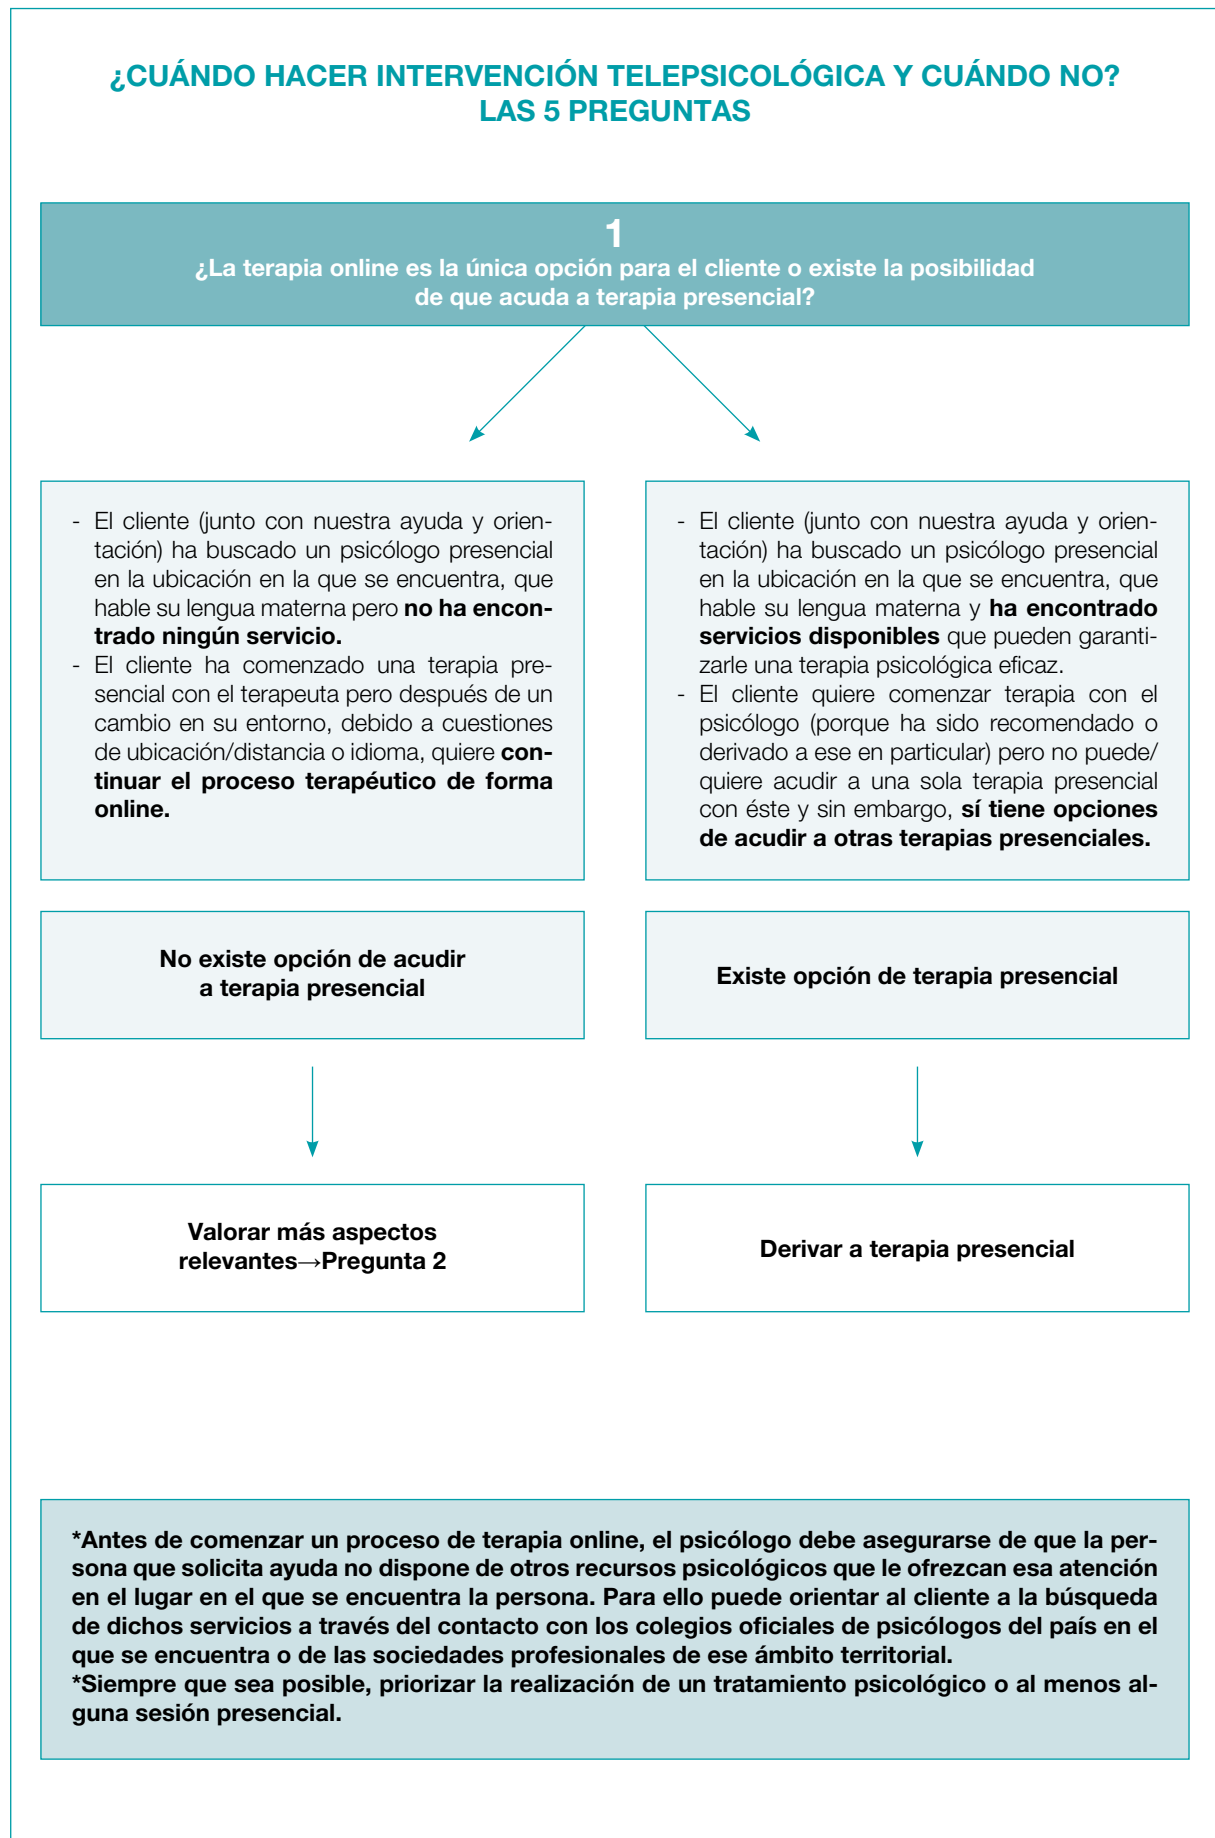 ¿CUÁNDO HACER INTERVENCIÓN TELEPSICOLÓGICA Y CUÁNDO NO?
LAS 5 PREGUNTAS
1
¿La terapia online es la única opción para el cliente o existe la posibilidad
de que acuda a terapia presencial?
- El cliente (junto con nuestra ayuda y orien-
tación) ha buscado un psicólogo presencial
en la ubicación en la que se encuentra, que
hable su lengua materna pero no ha encon-
trado ningún servicio.
- El cliente ha comenzado una terapia pre-
sencial con el terapeuta pero después de un
cambio en su entorno, debido a cuestiones
de ubicación/distancia o idioma, quiere con-
tinuar el proceso terapéutico de forma
online.
- El cliente (junto con nuestra ayuda y orien-
tación) ha buscado un psicólogo presencial
en la ubicación en la que se encuentra, que
hable su lengua materna y ha encontrado
servicios disponibles que pueden garanti-
zarle una terapia psicológica eficaz.
- El cliente quiere comenzar terapia con el
psicólogo (porque ha sido recomendado o
derivado a ese en particular) pero no puede/
quiere acudir a una sola terapia presencial
con éste y sin embargo, sí tiene opciones
de acudir a otras terapias presenciales.
No existe opción de acudir
a terapia presencial
Existe opción de terapia presencial
Valorar más aspectos
relevantes→Pregunta 2
Derivar a terapia presencial
*Antes de comenzar un proceso de terapia online, el psicólogo debe asegurarse de que la per-
sona que solicita ayuda no dispone de otros recursos psicológicos que le ofrezcan esa atención
en el lugar en el que se encuentra la persona. Para ello puede orientar al cliente a la búsqueda
de dichos servicios a través del contacto con los colegios oficiales de psicólogos del país en el
que se encuentra o de las sociedades profesionales de ese ámbito territorial.
*Siempre que sea posible, priorizar la realización de un tratamiento psicológico o al menos al-
guna sesión presencial.